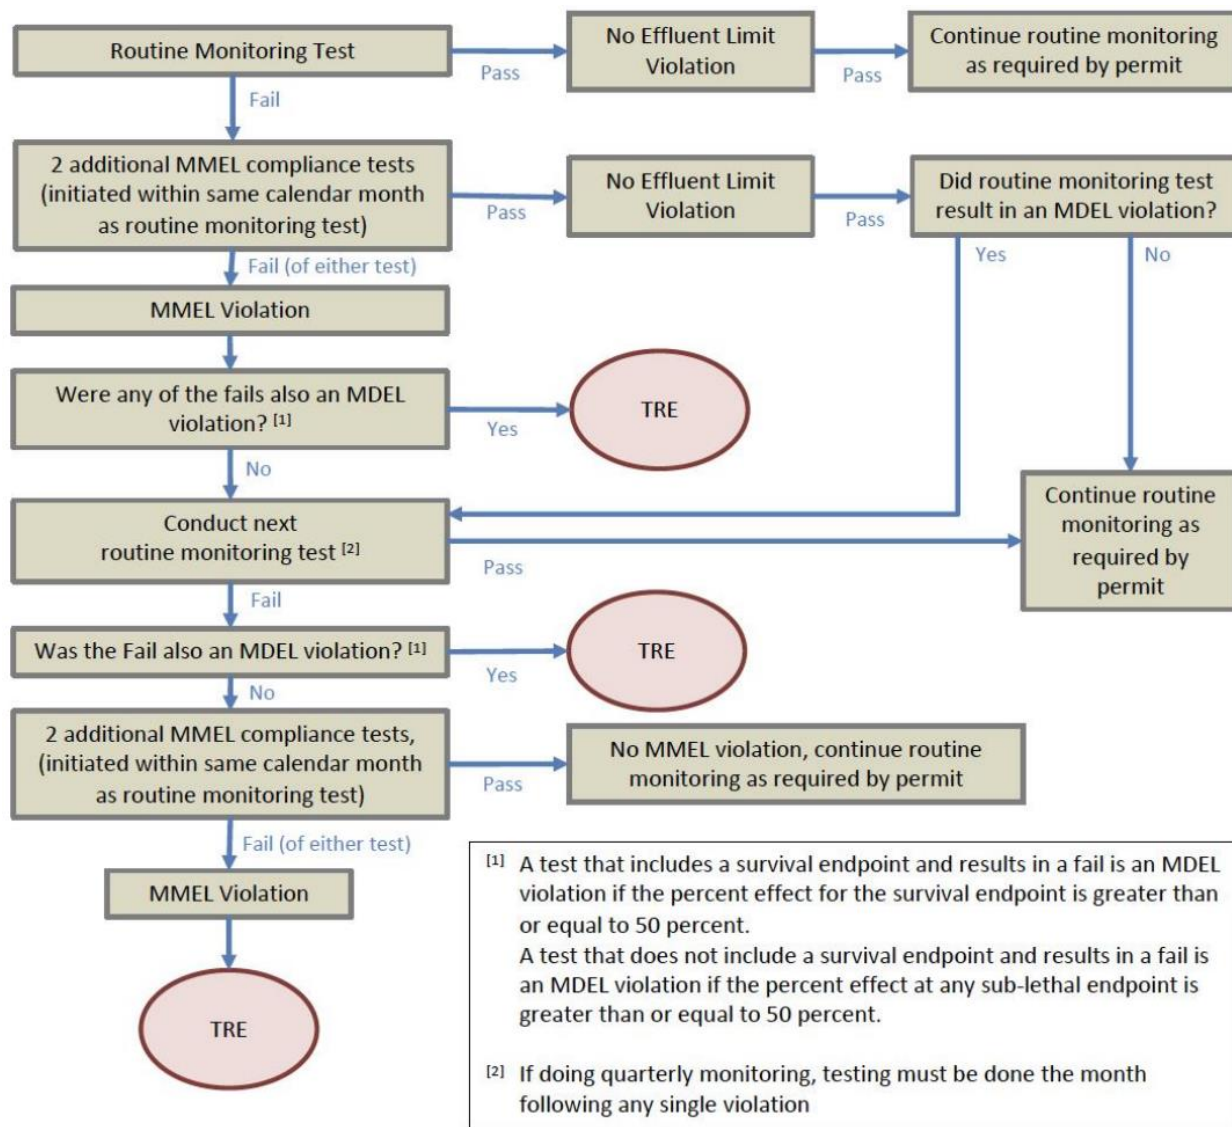 Routine Monitoring Test
Pass
No Effluent Limit
Violation
Pass
Continue routine monitoring
as required by permit
Fail
2 additional MMEL compliance tests
(initiated within same calendar month
as routine monitoring test)
Pass
No Effluent Limit
Violation
Pass
Did routine monitoring test
result in an MDEL violation?
Yes
No
Fail (of either test)
MMEL Violation
Were any of the fails also an MDEL
violation? [1]
Yes
TRE
No
Conduct next
routine monitoring test [2]
Pass
Continue routine
monitoring as
required by
permit
Fail
Was the Fail also an MDEL violation? [1]
Yes
TRE
No
2 additional MMEL compliance tests,
(initiated within same calendar month
as routine monitoring test)
Pass
No MMEL violation, continue routine
monitoring as required by permit
Fail (of either test)
MMEL Violation
TRE
[1] A test that includes a survival endpoint and results in a fail is an MDEL
violation if the percent effect for the survival endpoint is greater than
or equal to 50 percent.
A test that does not include a survival endpoint and results in a fail is
an MDEL violation if the percent effect at any sub-lethal endpoint is
greater than or equal to 50 percent.
[2] If doing quarterly monitoring, testing must be done the month
following any single violation